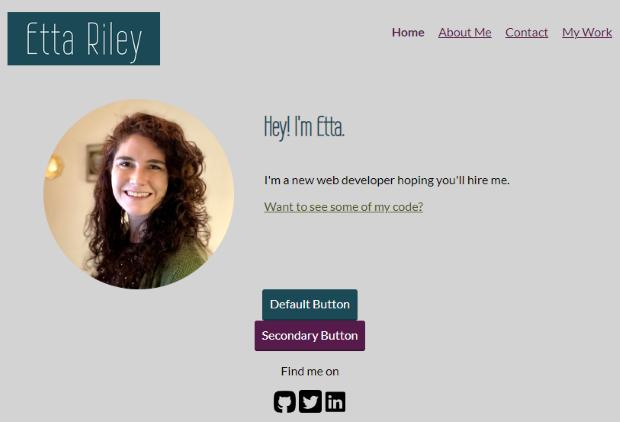 Etta Riley
Home About Me Contact My Work
Hey! I'm Etta.
I'm a new web developer hoping you'll hire me.
Want to see some of my code?
Default Button
Secondary Button
Find me on
in